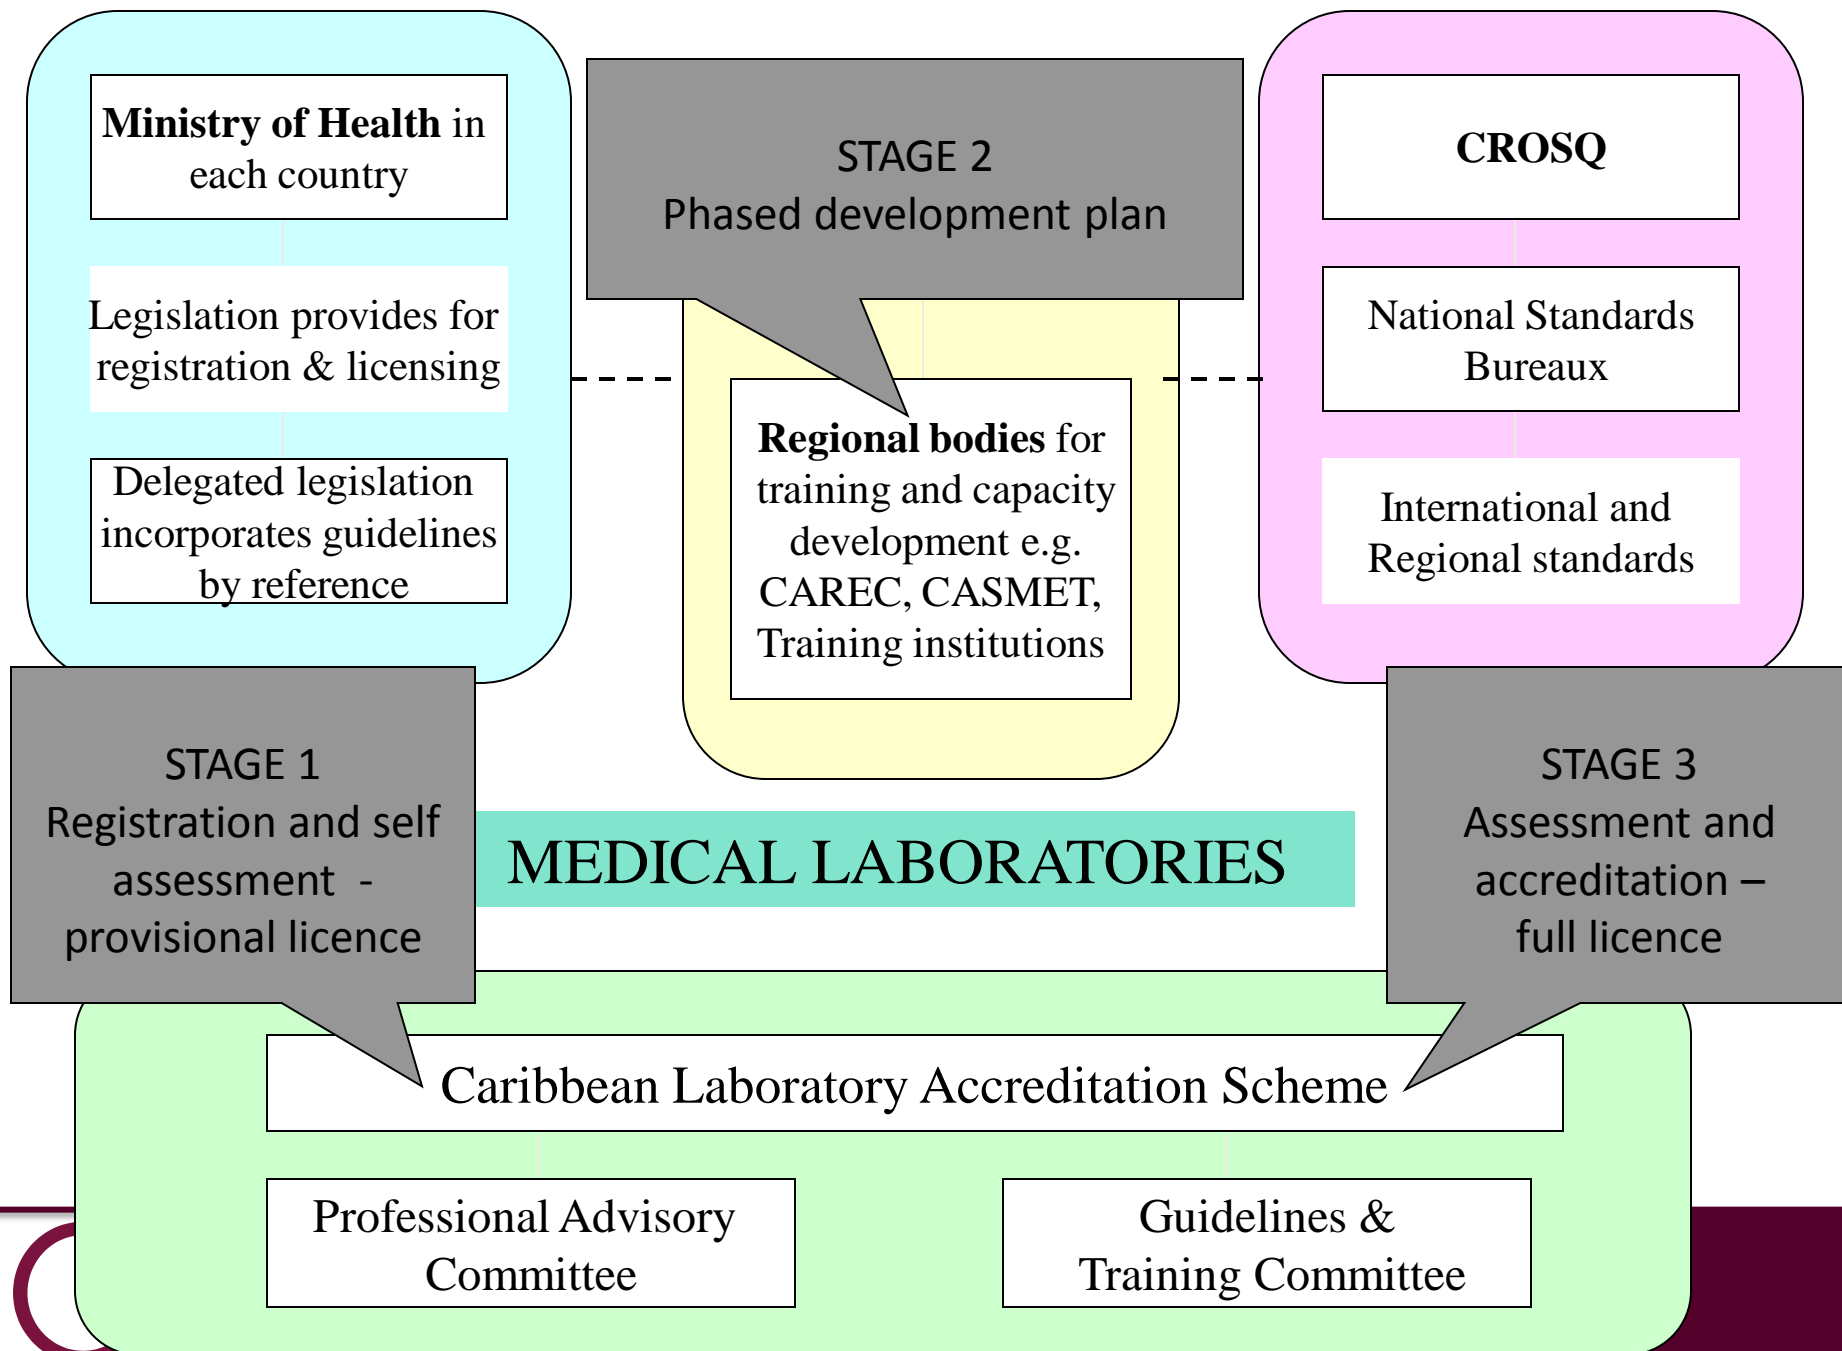 Ministry of Health in
each country
Legislation provides for
registration & licensing
Delegated legislation
incorporates guidelines
by reference
STAGE 2
Phased development plan
Regional bodies for
training and capacity
development e.g.
CAREC, CASMET,
Training institutions
CROSQ
National Standards
Bureaux
International and
Regional standards
STAGE 1
Registration and self
assessment -
provisional licence
MEDICAL LABORATORIES
STAGE 3
Assessment and
accreditation –
full licence
Caribbean Laboratory Accreditation Scheme
Professional Advisory
Committee
Guidelines &
Training Committee